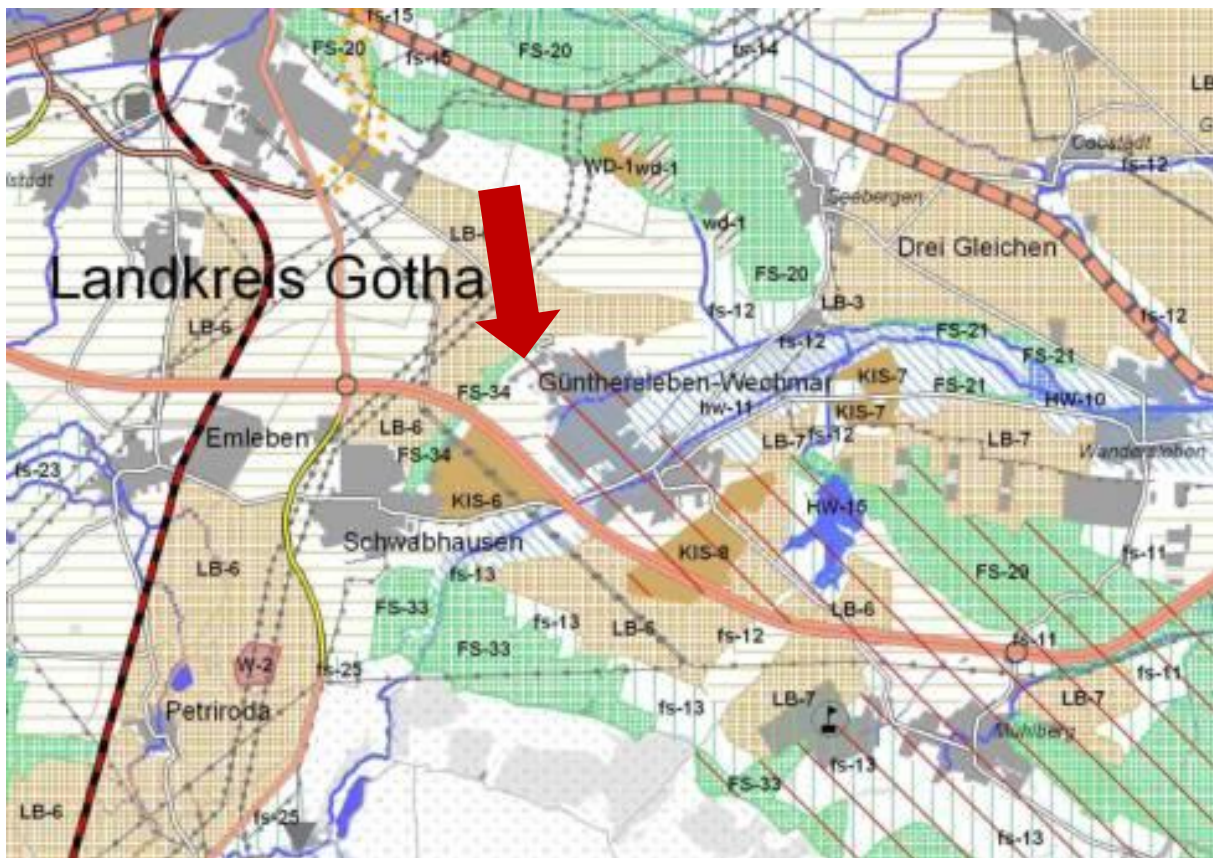 fs-15
FS-20
fs-15
FS-20
fs-14
LB
Coostädt
fs-12
WD-1
wd-1
Seebergen
wd-1
LB-6
Drei Gleichen
Landkreis Gotha
FS-20
fs-12
LB-3
fs-12
LB-6
fs-12
FS-21
FS-21
FS-34
Günthersleben-Wechmar
KIS-7
FS-21
HW-10
hw-11
KIS-7
Emleben
LB-6
LB-7
fs-12
LB-7
Wandersleben
fs-23
FS-34
KIS-6
HW-15
Schwabhausen
KIS-8
fs-11
LB-6
fs-13
FS-29
FS-33
fs-13
LB-6
LB-6
fs-12
fs-11
FS-33
W-2
fs-25
fs-11
Petriroda
fs-13
LB-7
LB-7
Mühlberg
fs-13
FS-33
LB-6
fs-25
fs-13